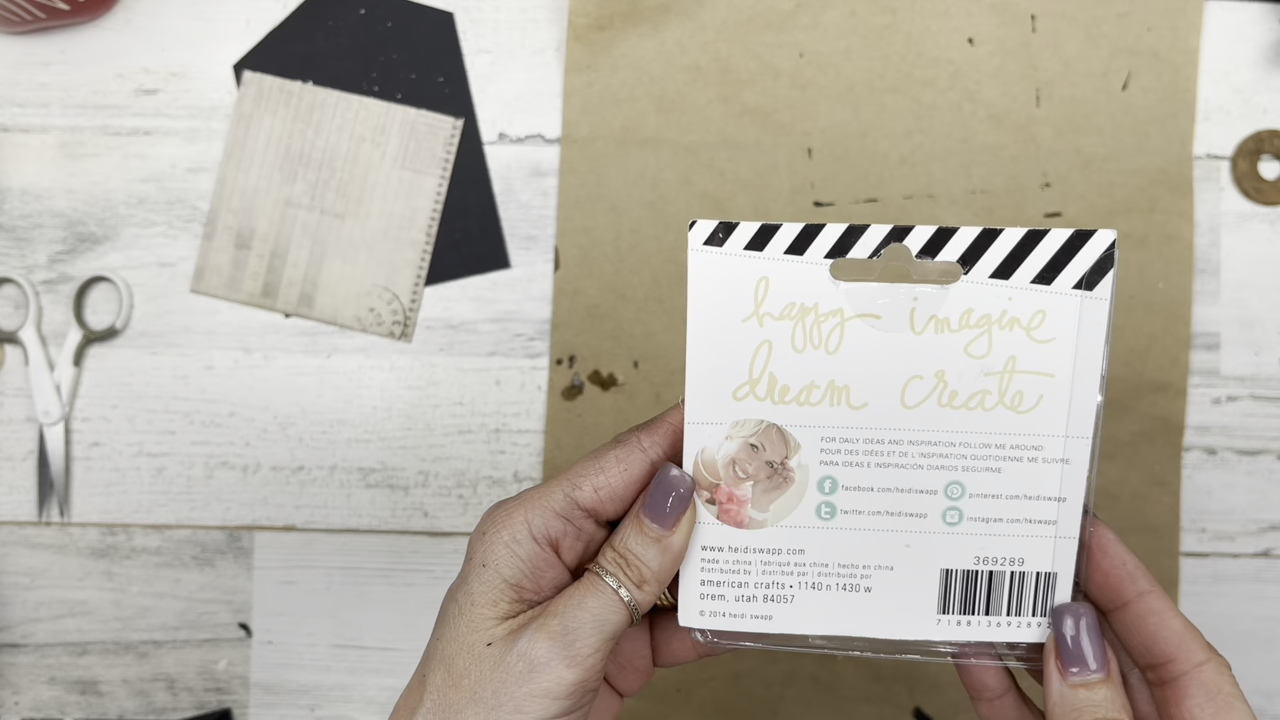 happy imagine
dream create
FOR DAILY IDEAS AND INSPIRATION FOLLOW ME AROUND:
POUR DES IDÉES ET DE L'INSPIRATION QUOTIDIENNE ME SUIVRE:
PARA IDEAS E INSPIRACIÓN DIARIOS SEGUIRME:
facebook.com/heidiswapp pinterest.com/heidiswapp
twitter.com/heidiswapp instagram.com/hkswapp
www.heidiswapp.com
made in china | fabriqué aux chine | hecho en china
distributed by | distribué par | distribuido por
american crafts • 1140 n 1430 w
orem, utah 84057
© 2014 heidi swapp
369289
71881369289